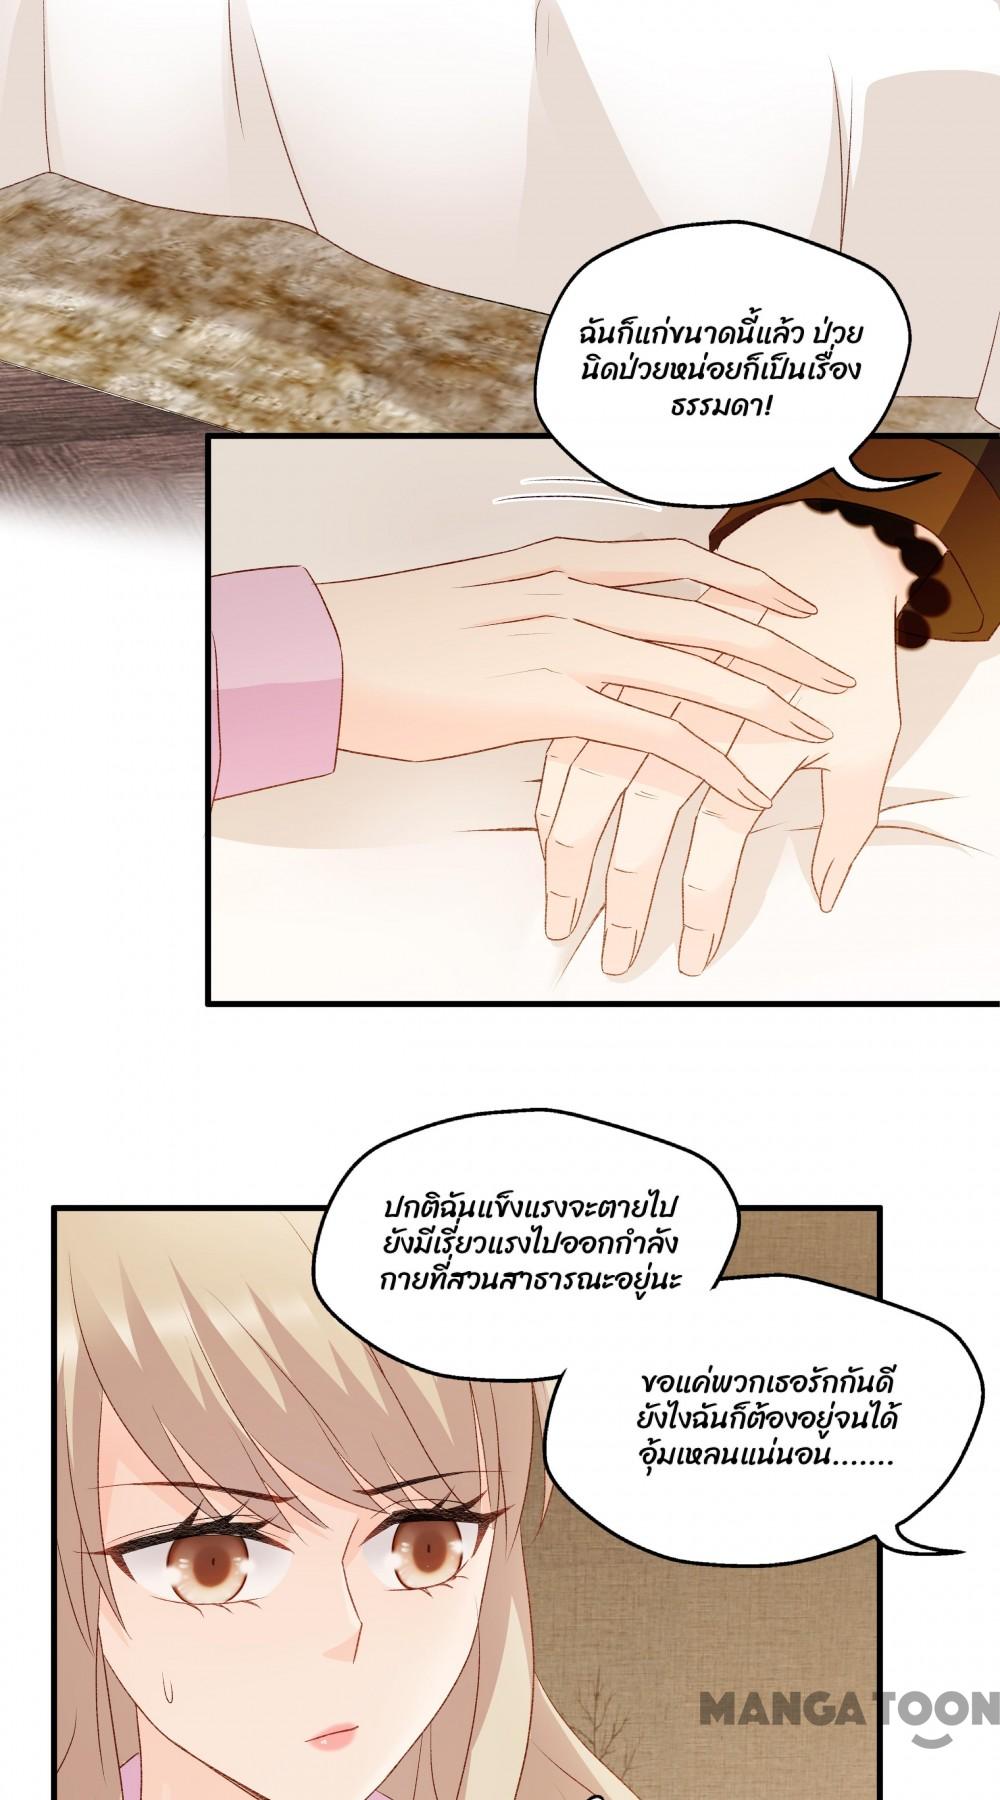 ฉันก็แก่ขนาดนี้แล้ว ป่วย
นิดป่วยหน่อยก็เป็นเรื่อง
ธรรมดา!
ปกติฉันแข็งแรงจะตายไป
ยังมีเรี่ยวแรงไปออกกำลัง
กายที่สวนสาธารณะอยู่นะ
ขอแค่พวกเธอรักกันดี
ยังไงฉันก็ต้องอยู่จนได้
อุ้มเหลนแน่นอน.......
MANGATOON